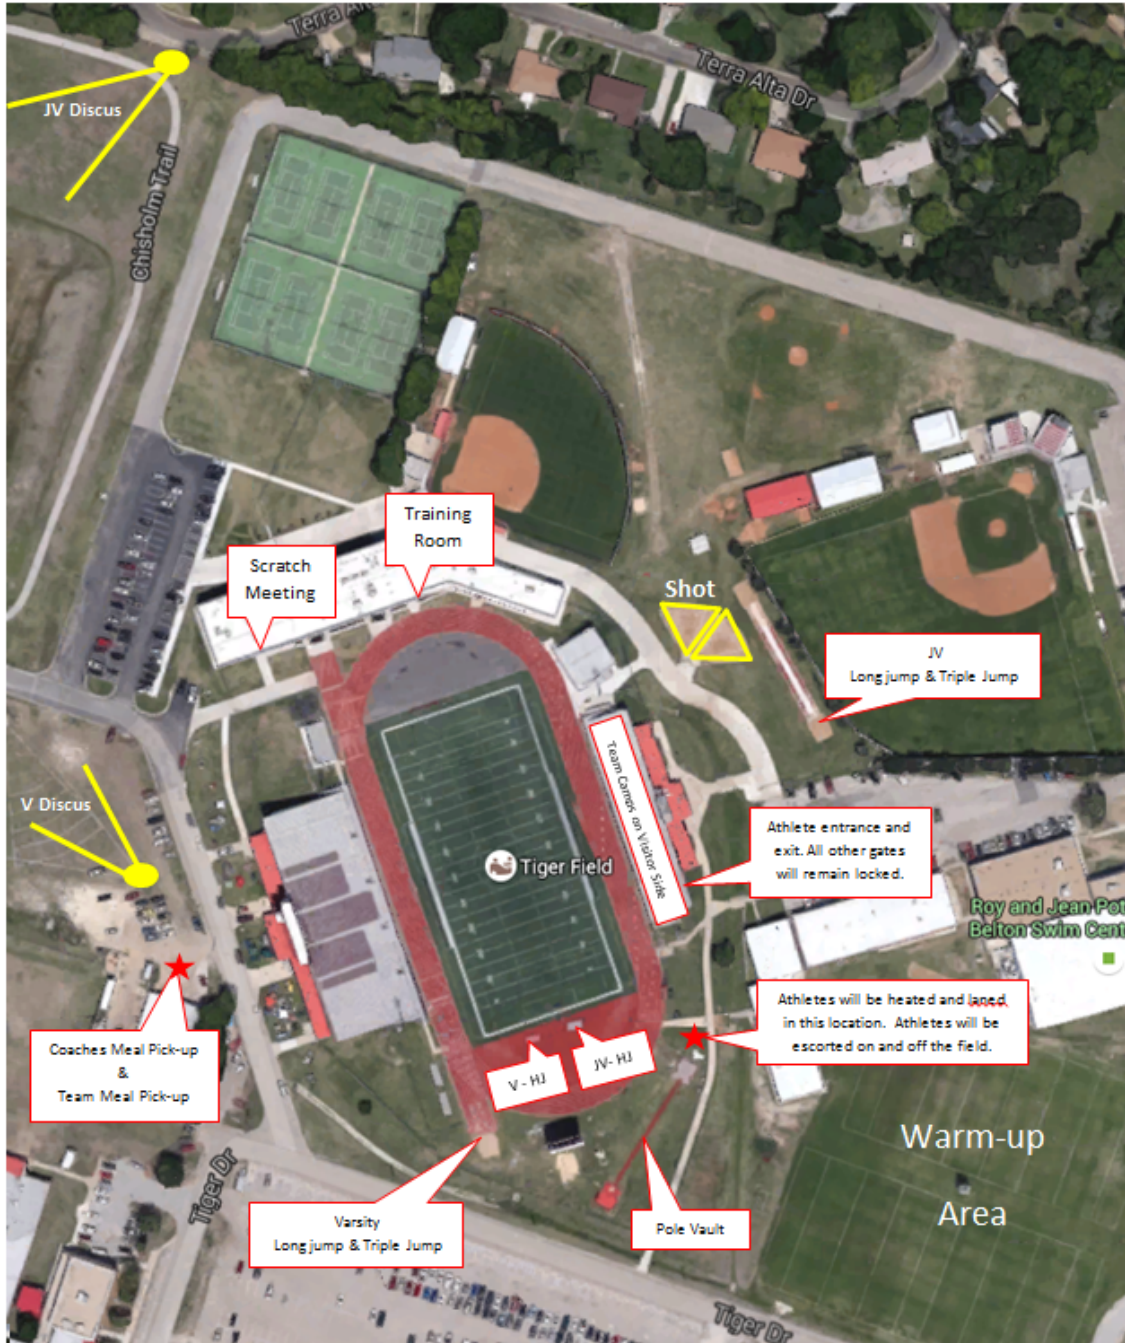 Terra Alta
Terra Alta Dr
JV Discus
Chisholm Trail
Training
Room
Scratch
Meeting
Shot
JV
Long jump & Triple Jump
Team Camps on Visitor Side
V Discus
Athlete entrance and
exit. All other gates
will remain locked.
Tiger Field
Roy and Jean Pot
Belton Swim Cent
Athletes will be heated and laned
in this location. Athletes will be
escorted on and off the field.
Coaches Meal Pick-up
&
Team Meal Pick-up
V - HJ
JV- HJ
Warm-up
Area
Tiger Dr
Varsity
Long jump & Triple Jump
Pole Vault
Tiger Dr